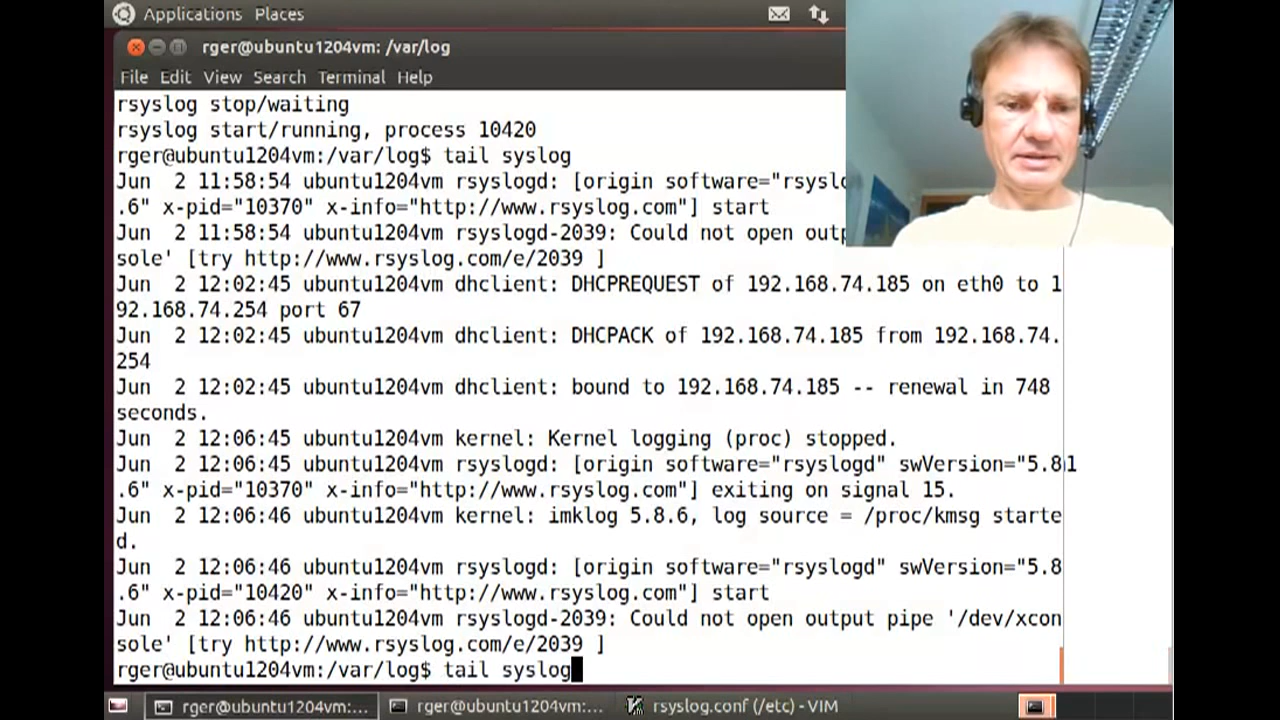 Applications Places
rger@ubuntu1204vm: /var/log
File Edit View Search Terminal Help
rsyslog stop/waiting
rsyslog start/running, process 10420
rger@ubuntu1204vm:/var/log$ tail syslog
Jun  2 11:58:54 ubuntu1204vm rsyslogd: [origin software="rsyslo
.6" x-pid="10370" x-info="http://www.rsyslog.com"] start
Jun  2 11:58:54 ubuntu1204vm rsyslogd-2039: Could not open outp
sole' [try http://www.rsyslog.com/e/2039 ]
Jun  2 12:02:45 ubuntu1204vm dhclient: DHCPREQUEST of 192.168.74.185 on eth0 to 1
92.168.74.254 port 67
Jun  2 12:02:45 ubuntu1204vm dhclient: DHCPACK of 192.168.74.185 from 192.168.74.
254
Jun  2 12:02:45 ubuntu1204vm dhclient: bound to 192.168.74.185 -- renewal in 748
seconds.
Jun  2 12:06:45 ubuntu1204vm kernel: Kernel logging (proc) stopped.
Jun  2 12:06:45 ubuntu1204vm rsyslogd: [origin software="rsyslogd" swVersion="5.8
.6" x-pid="10370" x-info="http://www.rsyslog.com"] exiting on signal 15.
Jun  2 12:06:46 ubuntu1204vm kernel: imklog 5.8.6, log source = /proc/kmsg starte
d.
Jun  2 12:06:46 ubuntu1204vm rsyslogd: [origin software="rsyslogd" swVersion="5.8
.6" x-pid="10420" x-info="http://www.rsyslog.com"] start
Jun  2 12:06:46 ubuntu1204vm rsyslogd-2039: Could not open output pipe '/dev/xcon
sole' [try http://www.rsyslog.com/e/2039 ]
rger@ubuntu1204vm:/var/log$ tail syslog
rger@ubuntu1204vm:... rger@ubuntu1204vm:... rsyslog.conf (/etc) - VIM